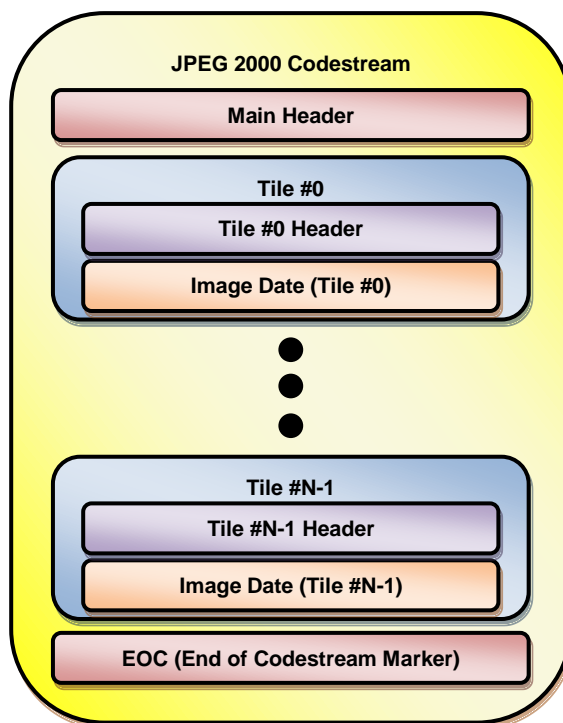 JPEG 2000 Codestream
Main Header
Tile #0
Tile #0 Header
Image Date (Tile #0)
Tile #N-1
Tile #N-1 Header
Image Date (Tile #N-1)
EOC (End of Codestream Marker)